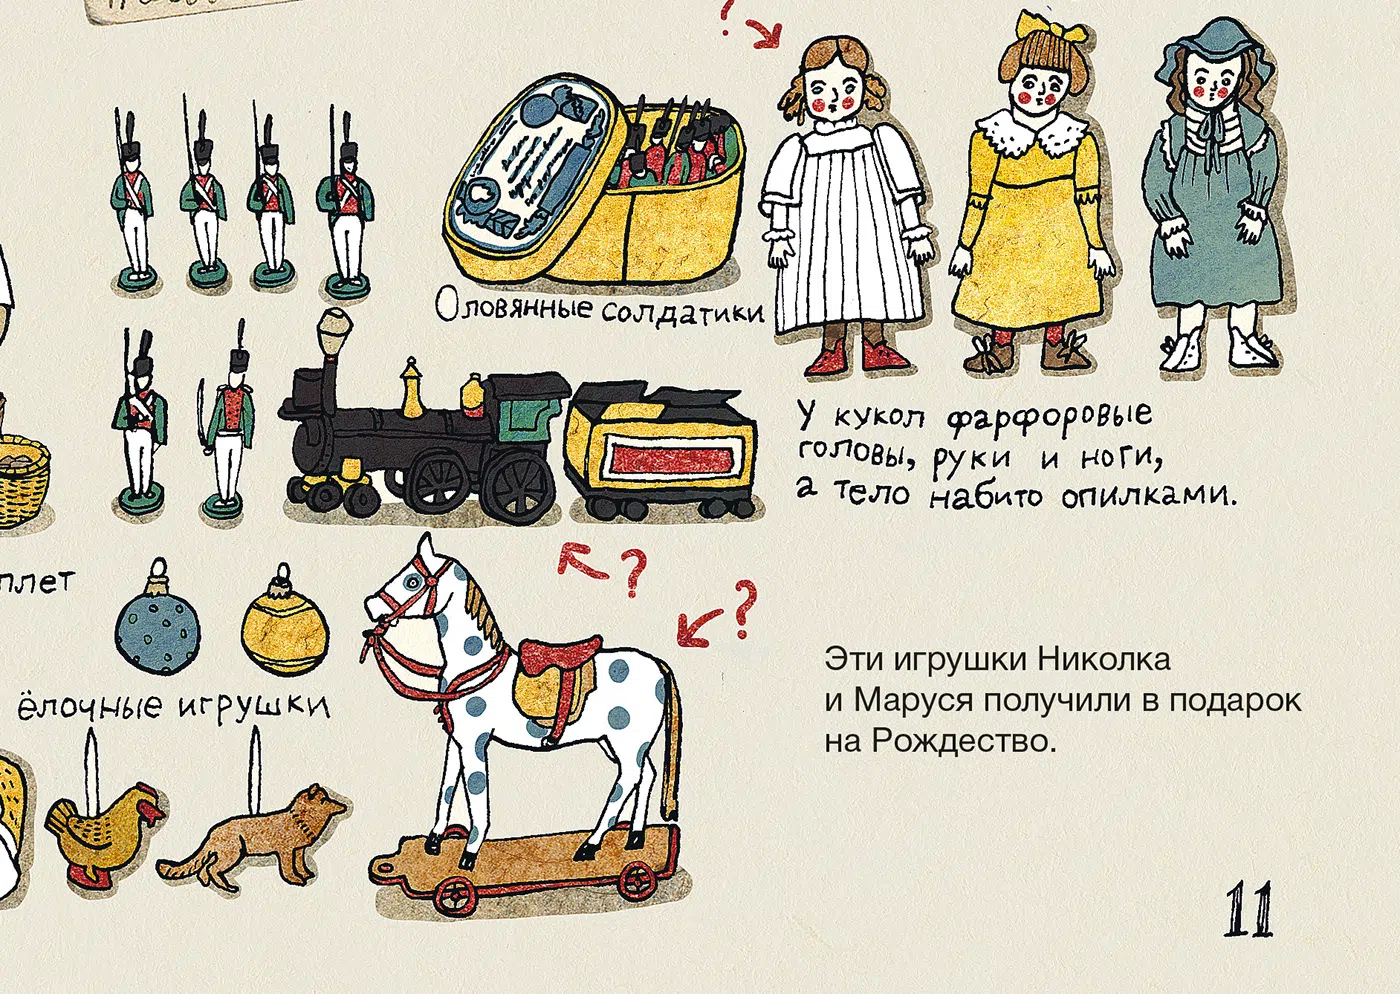 ?
Оловянные солдатики
У кукол фарфоровые
головы, руки и ноги,
а тело набито опилками.
?
?
плет
Эти игрушки Николка
и Маруся получили в подарок
на Рождество.
ёлочные игрушки
11